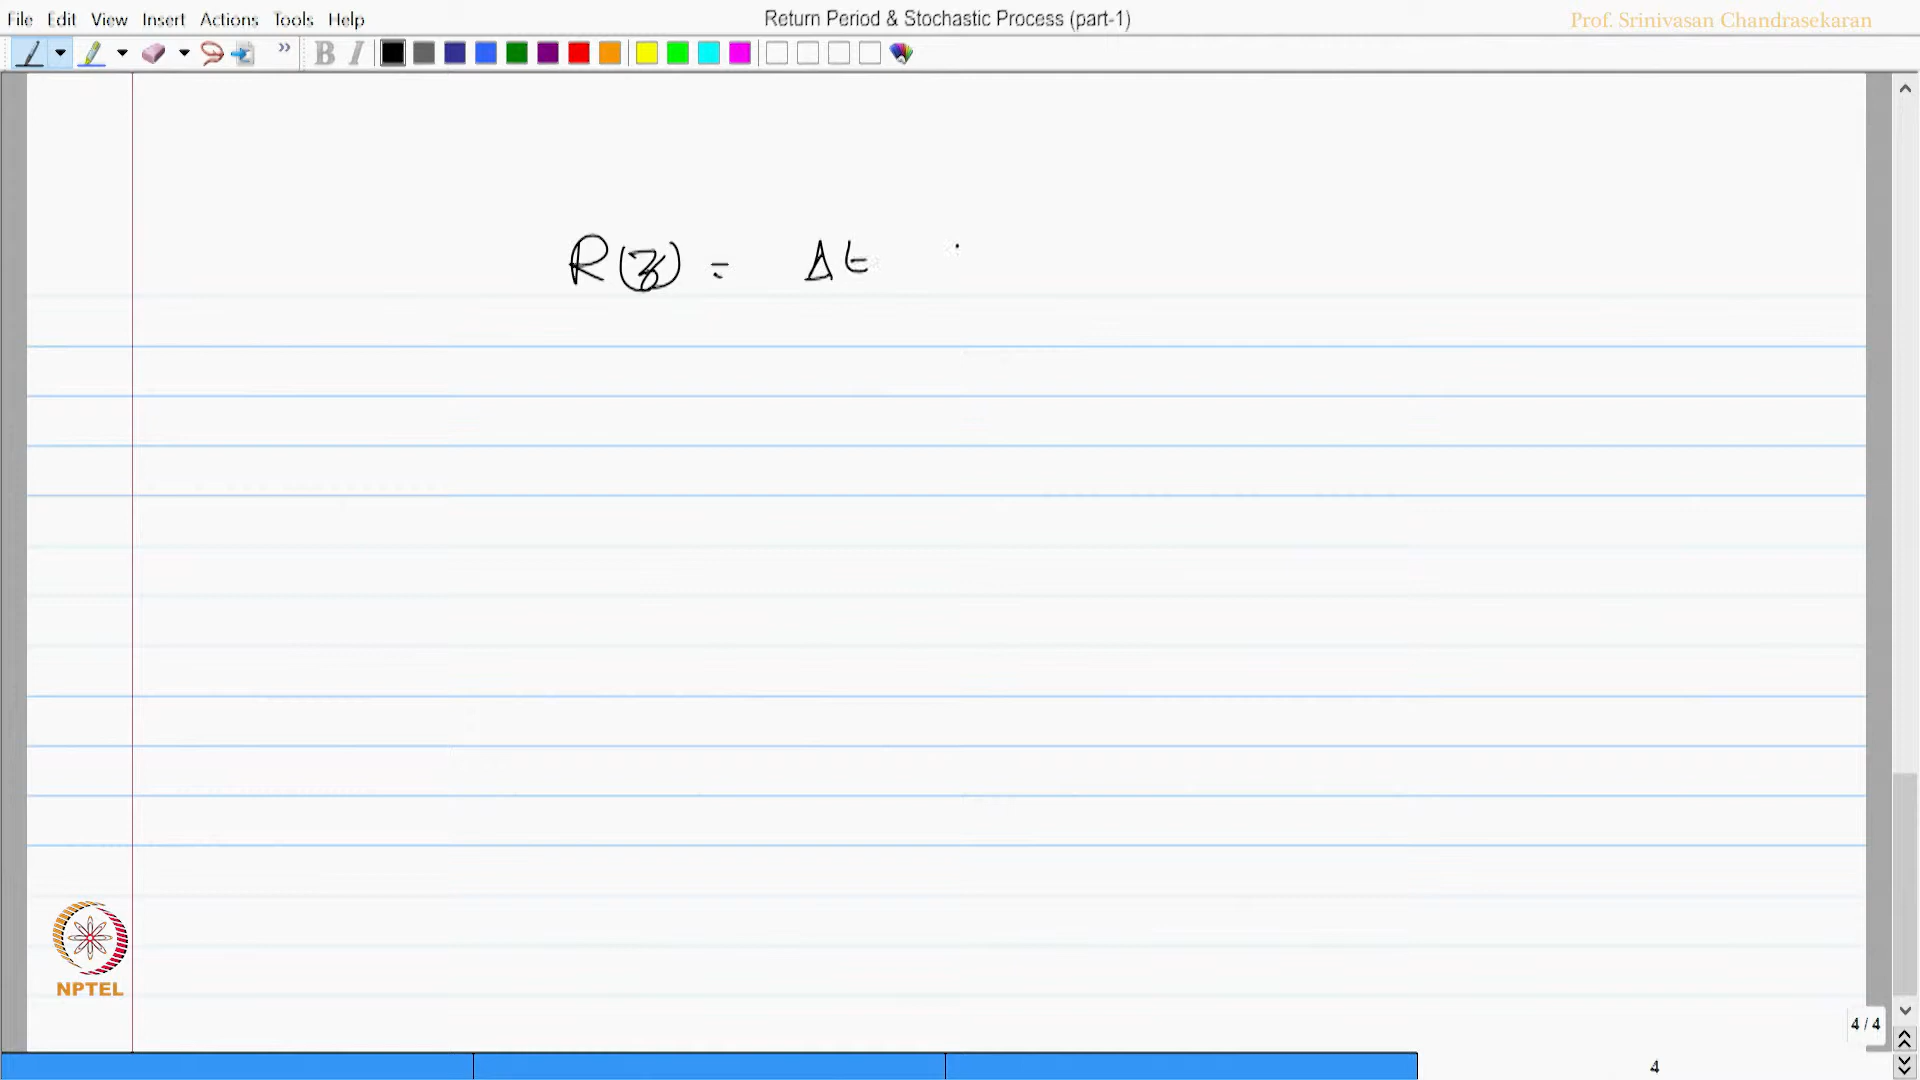 File Edit View Insert Actions Tools Help
Return Period & Stochastic Process (part-1)
Prof. Srinivasan Chandrasekaran
» B I
R(z) = Δt
NPTEL
4 / 4
4